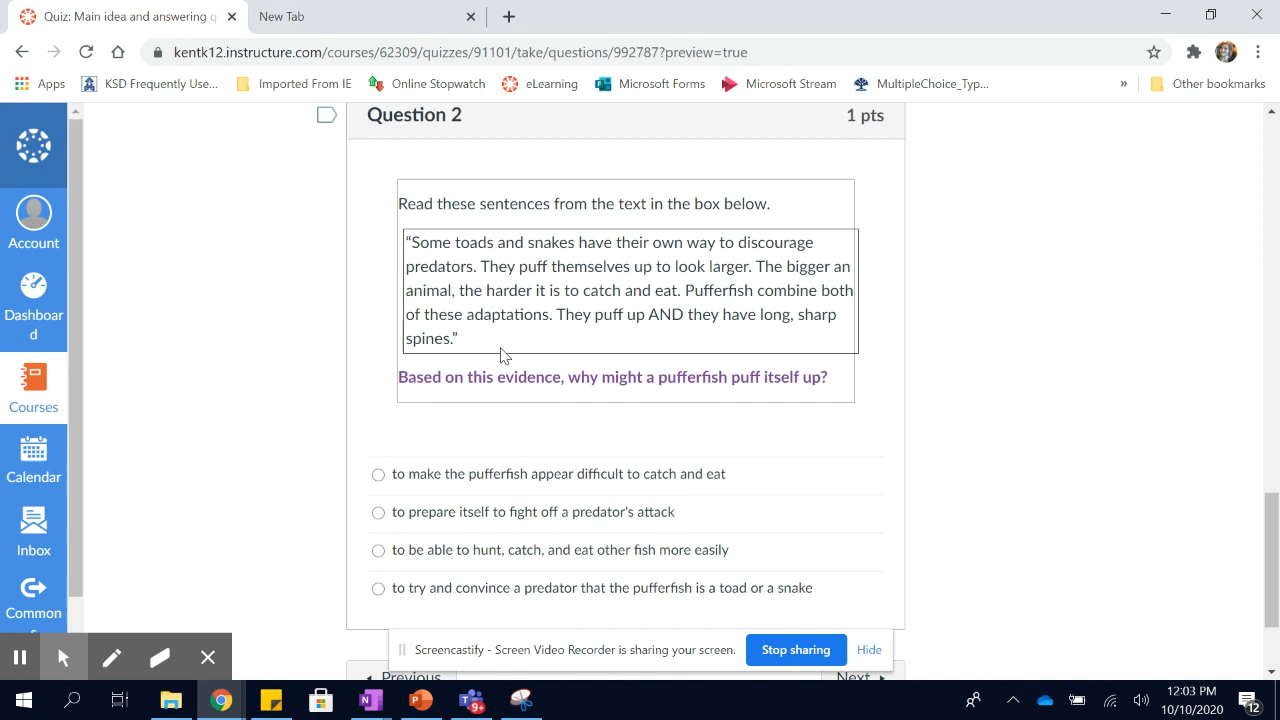 Quiz: Main idea and answering q
New Tab
kentk12.instructure.com/courses/62309/quizzes/91101/take/questions/992787?preview=true
Apps
KSD Frequently Use...
Imported From IE
Online Stopwatch
eLearning
Microsoft Forms
Microsoft Stream
MultipleChoice_Typ...
»
Other bookmarks
Account
Dashboar
d
Courses
Calendar
Inbox
Common
s
Question 2
1 pts
Read these sentences from the text in the box below.
“Some toads and snakes have their own way to discourage
predators. They puff themselves up to look larger. The bigger an
animal, the harder it is to catch and eat. Pufferfish combine both
of these adaptations. They puff up AND they have long, sharp
spines.”
Based on this evidence, why might a pufferfish puff itself up?
to make the pufferfish appear difficult to catch and eat
to prepare itself to fight off a predator's attack
to be able to hunt, catch, and eat other fish more easily
to try and convince a predator that the pufferfish is a toad or a snake
Screencastify - Screen Video Recorder is sharing your screen.
Stop sharing
Hide
Previous
Next
9+
12:03 PM
10/10/2020
12